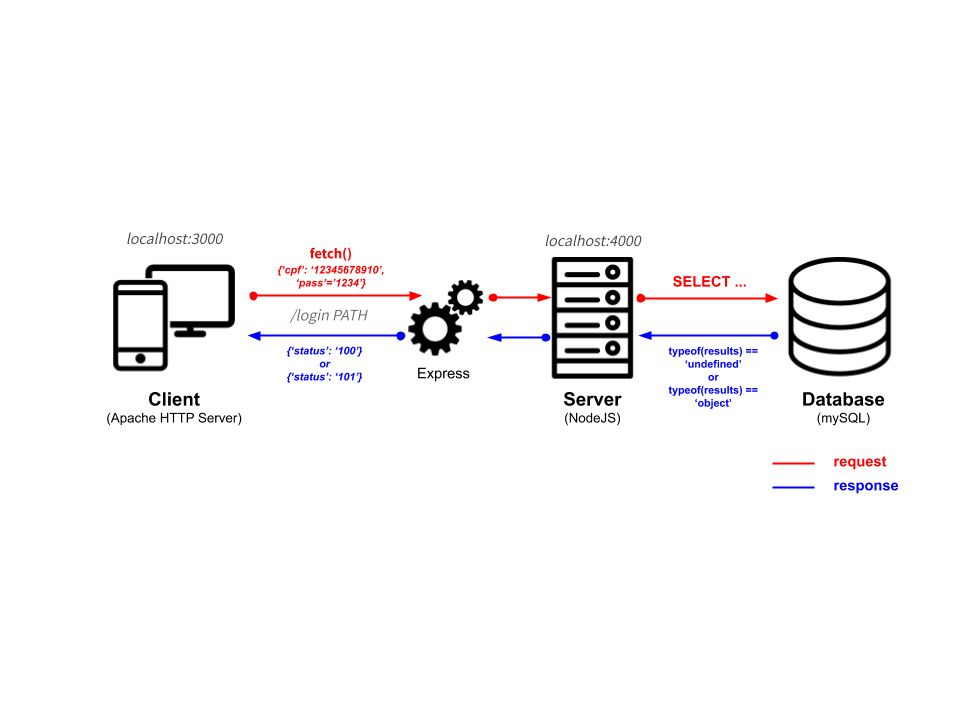 localhost:3000
fetch()
{‘cpf’: ‘12345678910’,
‘pass’=’1234’}
/login PATH
{‘status’: ‘100’}
or
{‘status’: ‘101’}
Client
(Apache HTTP Server)
Express
localhost:4000
Server
(NodeJS)
SELECT ...
typeof(results) ==
‘undefined’
or
typeof(results) ==
‘object’
Database
(mySQL)
request
response